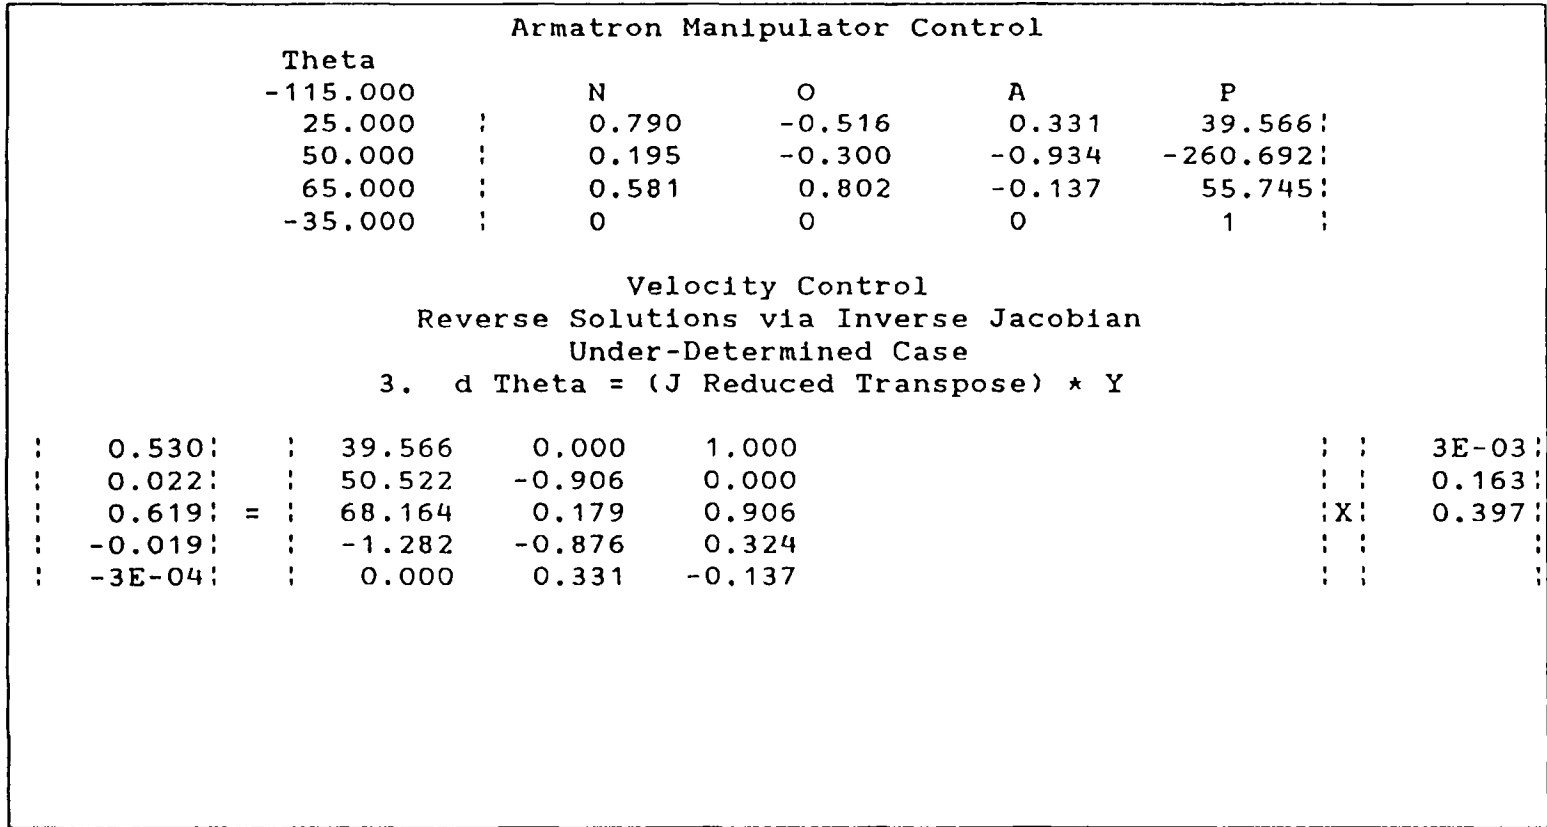 Armatron Manipulator Control
Theta
-115.000 N O A P
25.000 ¦ 0.790 -0.516 0.331 39.566¦
50.000 ¦ 0.195 -0.300 -0.934 -260.692¦
65.000 ¦ 0.581 0.802 -0.137 55.745¦
-35.000 ¦ 0 0 0 1 ¦
Velocity Control
Reverse Solutions via Inverse Jacobian
Under-Determined Case
3. d Theta = (J Reduced Transpose) * Y
¦ 0.530¦ ¦ 39.566 0.000 1.000 ¦ ¦ 3E-03¦
¦ 0.022¦ ¦ 50.522 -0.906 0.000 ¦ ¦ 0.163¦
¦ 0.619¦ = ¦ 68.164 0.179 0.906 ¦X¦ 0.397¦
¦ -0.019¦ ¦ -1.282 -0.876 0.324 ¦ ¦ ¦
¦ -3E-04¦ ¦ 0.000 0.331 -0.137 ¦ ¦ ¦